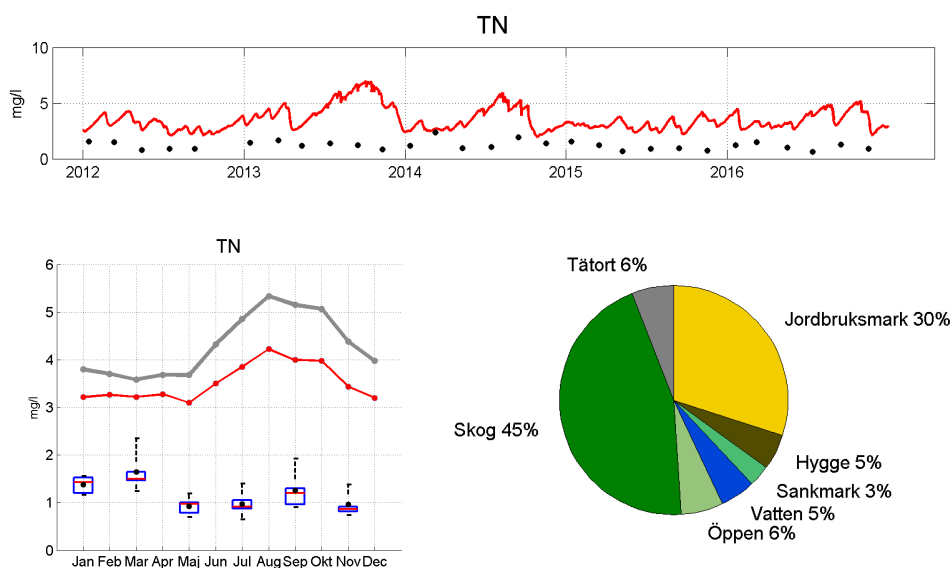 TN
mg/l
10
5
0
2012 2013 2014 2015 2016
TN
mg/l
6
5
4
3
2
1
0
Jan Feb Mar Apr Maj Jun Jul Aug Sep Okt Nov Dec
Tätort 6%
Jordbruksmark 30%
Skog 45%
Hygge 5%
Sankmark 3%
Vatten 5%
Öppen 6%